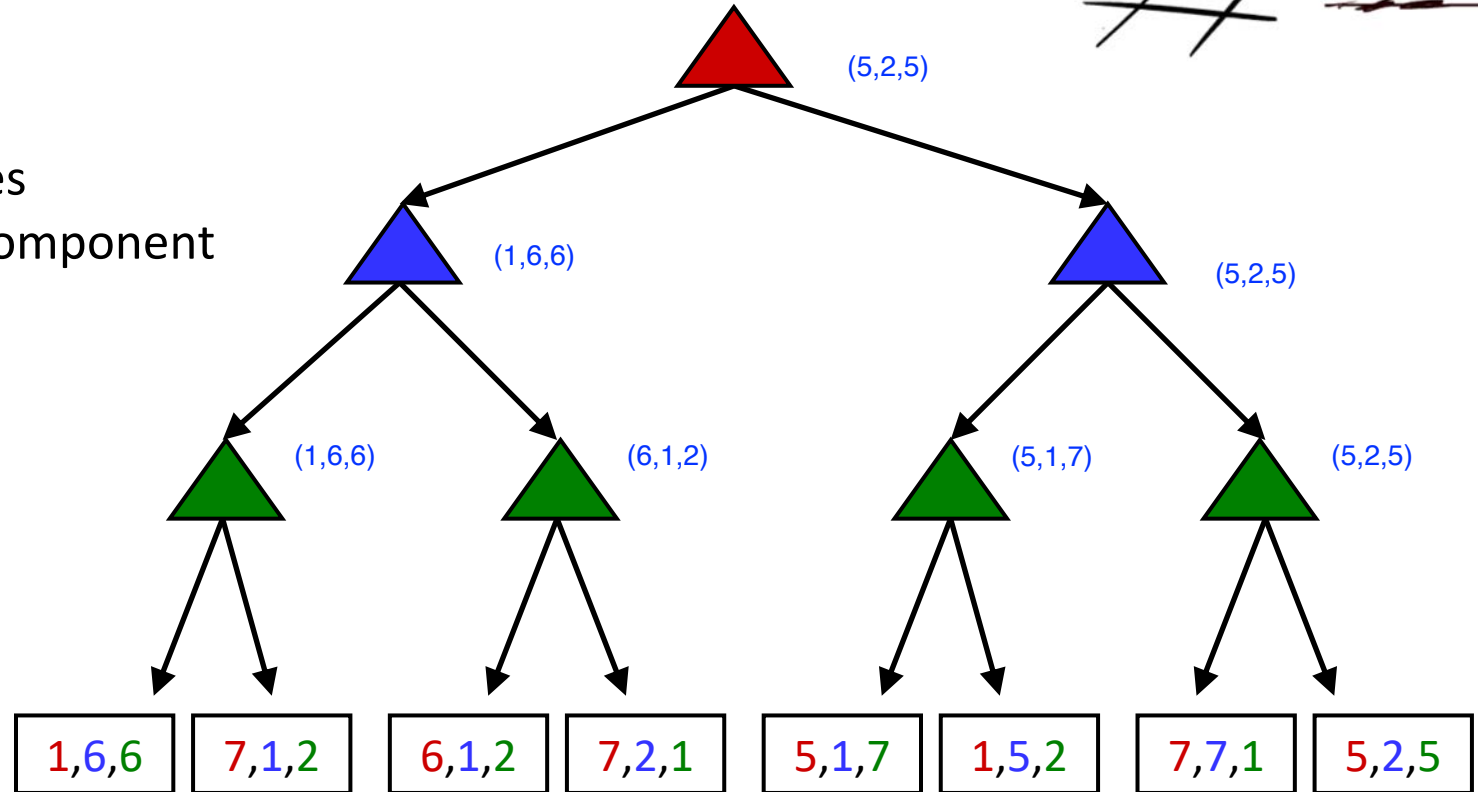 (5,2,5)
es
omponent
(1,6,6)
(5,2,5)
(1,6,6) (6,1,2) (5,1,7) (5,2,5)
1,6,6 7,1,2 6,1,2 7,2,1 5,1,7 1,5,2 7,7,1 5,2,5